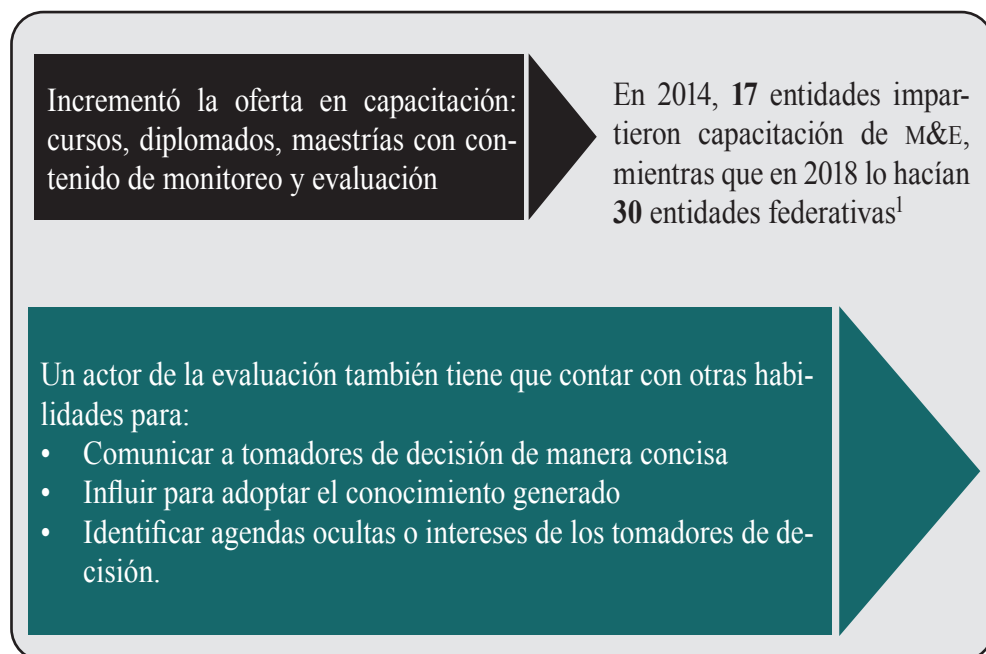 Incrementó la oferta en capacitación:
cursos, diplomados, maestrías con con-
tenido de monitoreo y evaluación
En 2014, 17 entidades impar-
tieron capacitación de M&E,
mientras que en 2018 lo hacían
30 entidades federativas1
Un actor de la evaluación también tiene que contar con otras habi-
lidades para:
• Comunicar a tomadores de decisión de manera concisa
• Influir para adoptar el conocimiento generado
• Identificar agendas ocultas o intereses de los tomadores de de-
cisión.